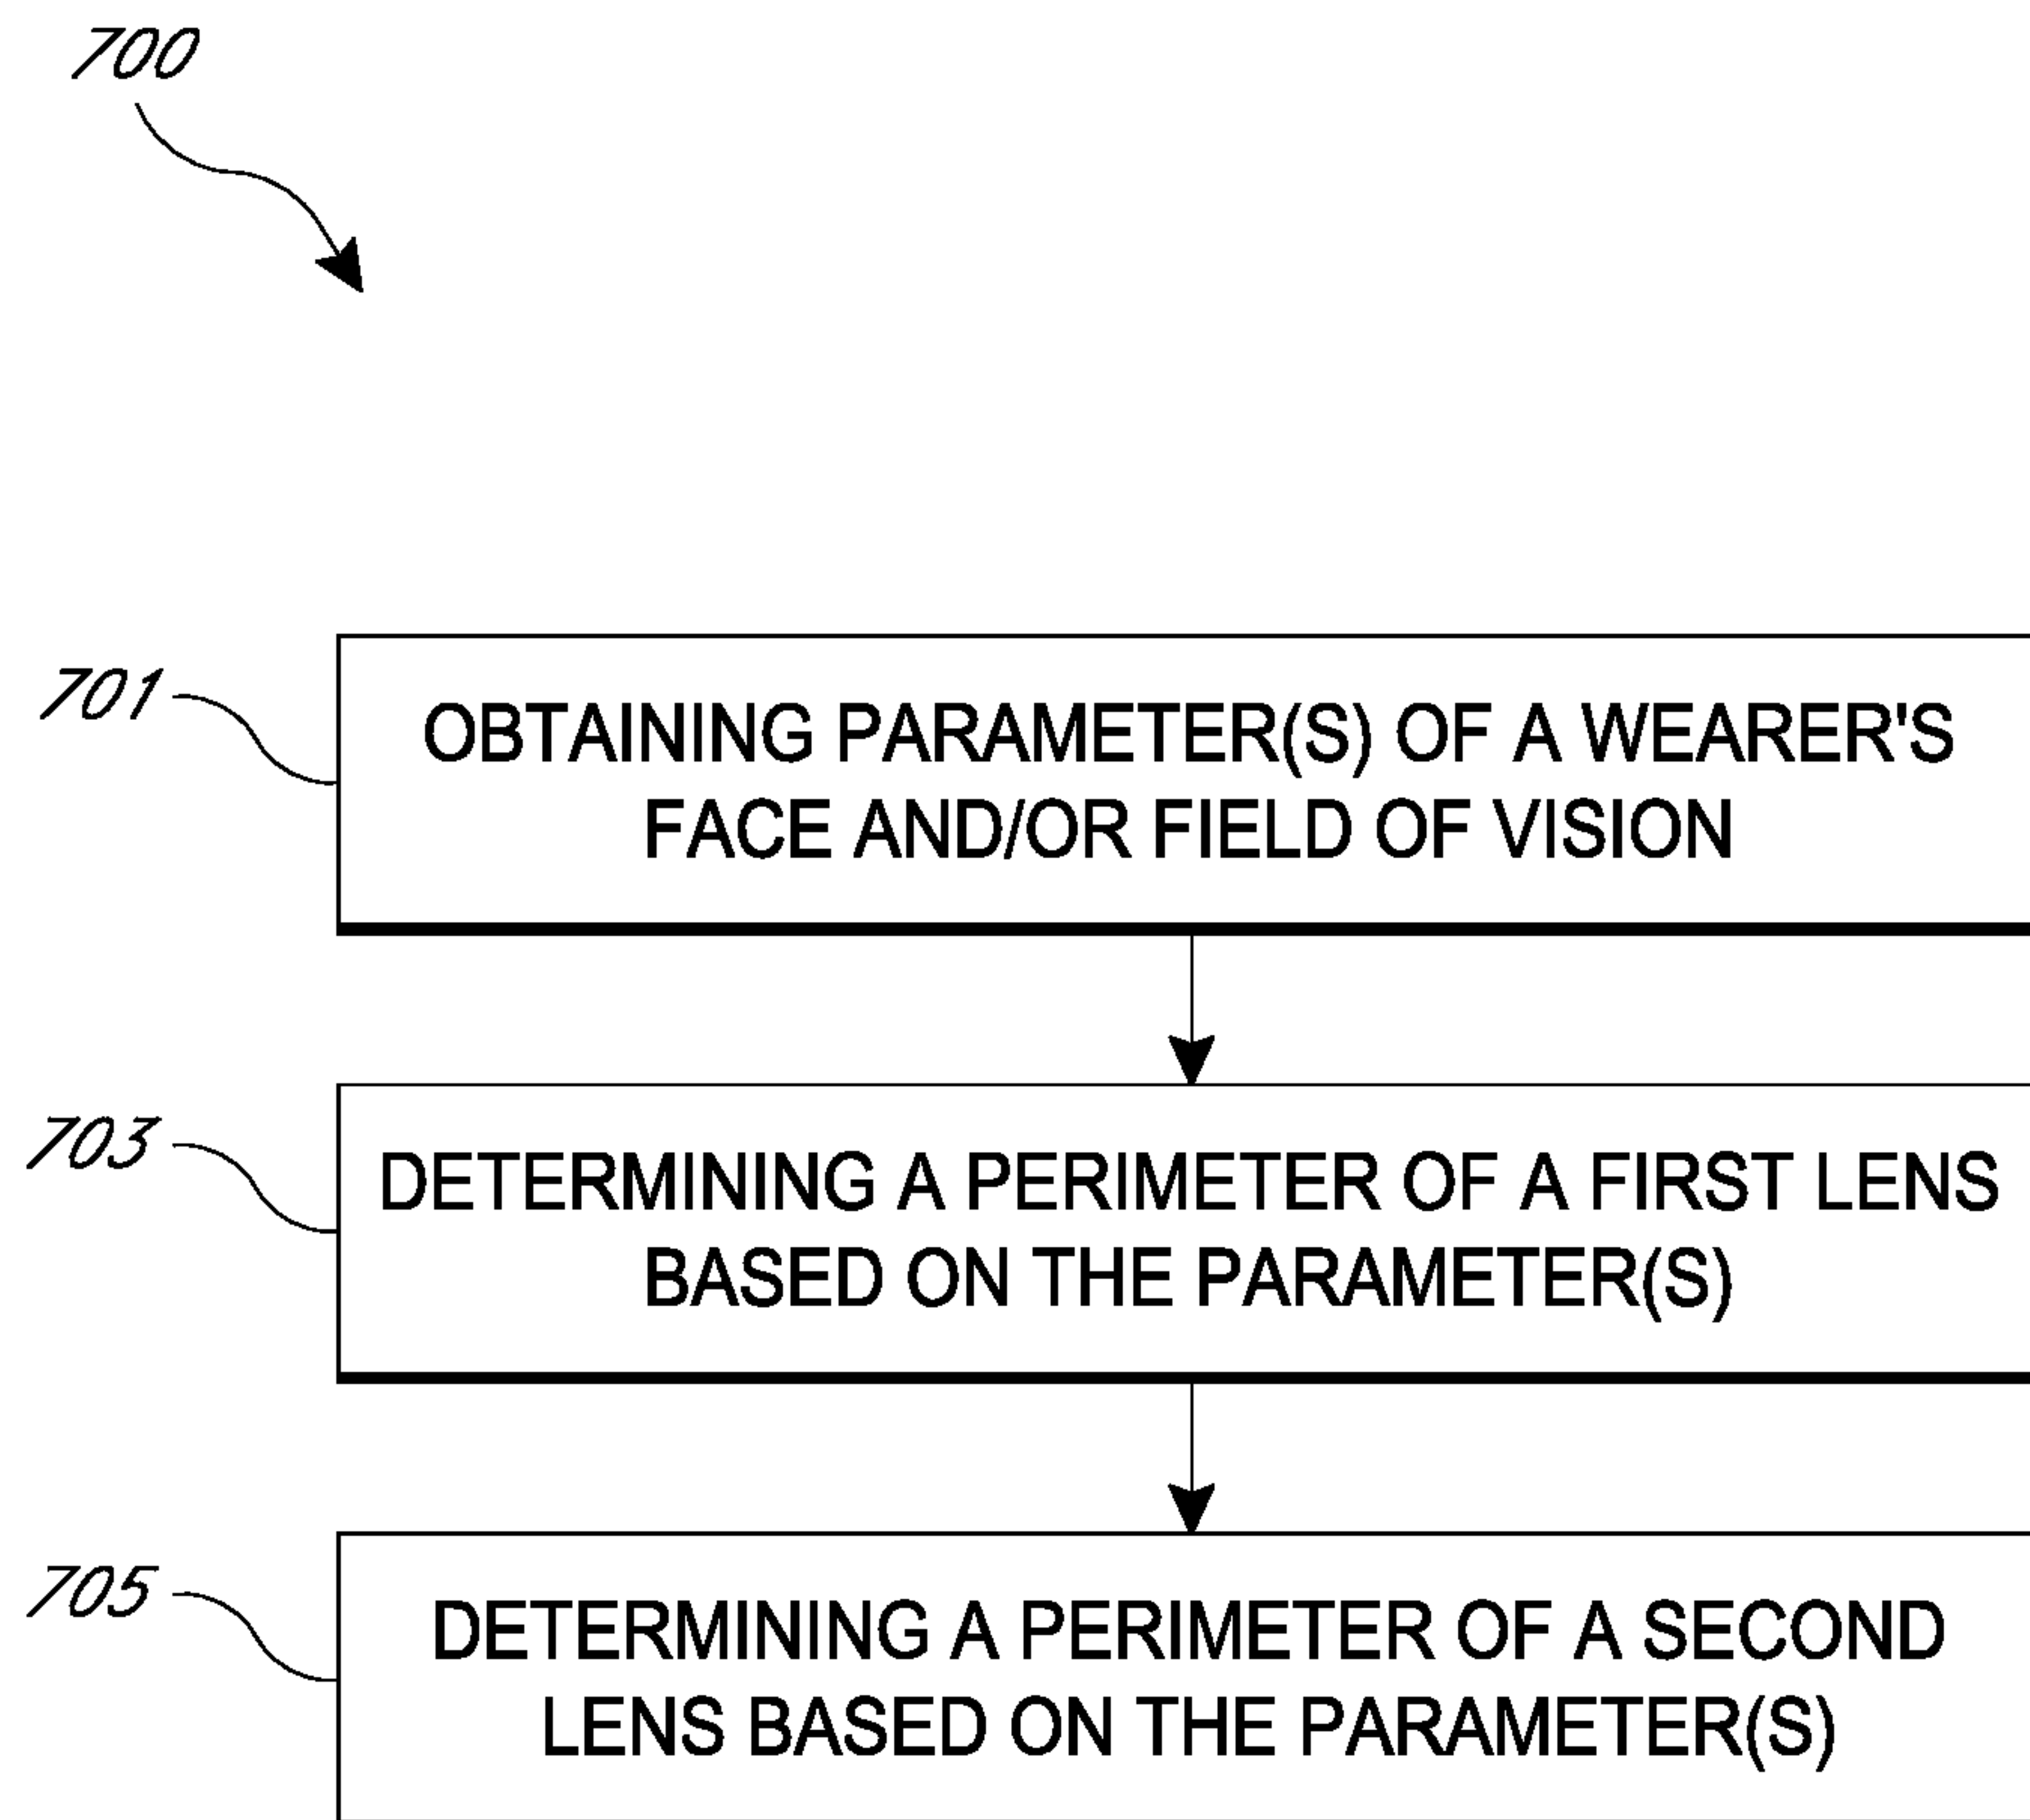 700
701
OBTAINING PARAMETER(S) OF A WEARER'S
FACE AND/OR FIELD OF VISION
703
DETERMINING A PERIMETER OF A FIRST LENS
BASED ON THE PARAMETER(S)
705
DETERMINING A PERIMETER OF A SECOND
LENS BASED ON THE PARAMETER(S)